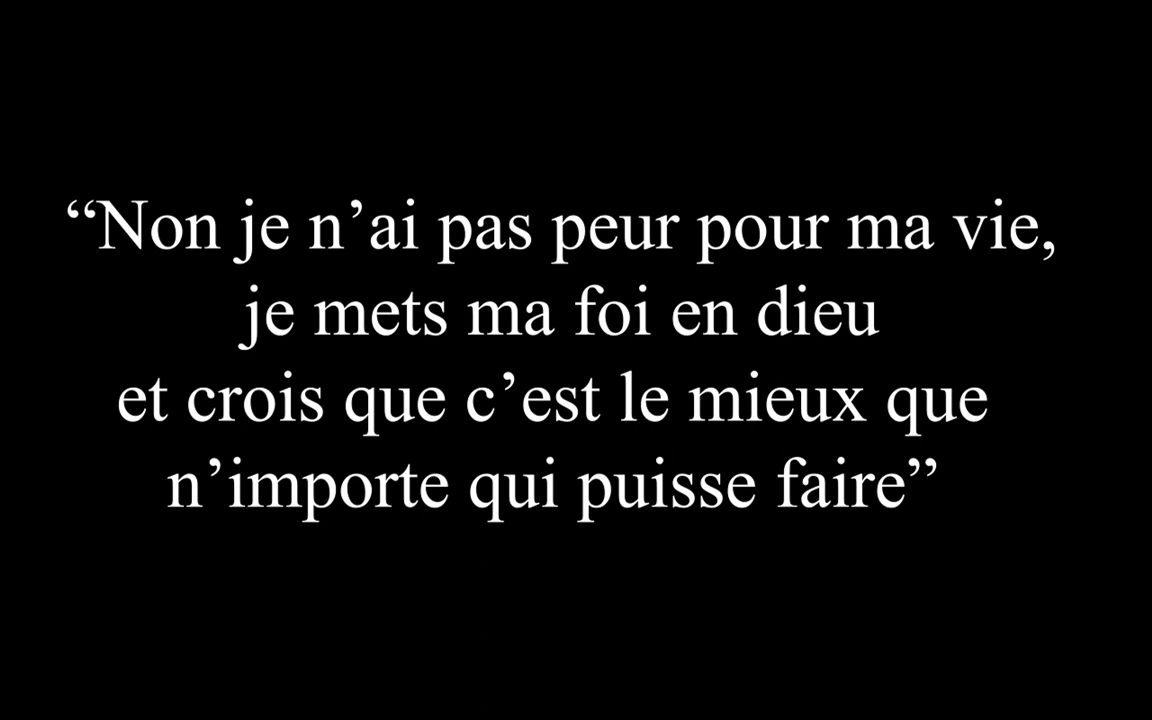 “Non je n’ai pas peur pour ma vie,
je mets ma foi en dieu
et crois que c’est le mieux que
n’importe qui puisse faire”